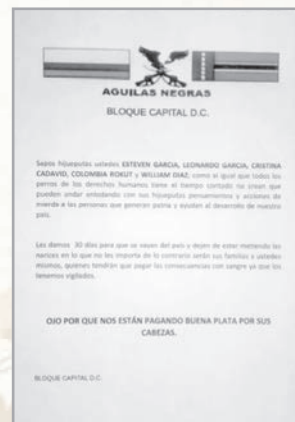 AGUILAS NEGRAS
BLOQUE CAPITAL D.C.
Sepas hijueputas ustedes ESTEVEN GARCIA, LEONARDO GARCIA, CRISTINA
CADAVID, COLOMBIA ROKUT y WILLIAM DIAZ, como si igual que todos los
perros de los derechos humanos tiene el tiempo contado no crean que
pueden andar enlodando con sus hijueputas pensamientos y acciones de
mierda a las personas que generan patria y ayudan al desarrollo de nuestro
país.
Les damos 30 días para que se vayan del país y dejen de estar metiendo las
narices en lo que no les importa de lo contrario serán sus familias y ustedes
mismos, quienes tendrán que pagar las consecuencias con sangre ya que los
tenemos vigilados.
OJO POR QUE NOS ESTÁN PAGANDO BUENA PLATA POR SUS
CABEZAS.
BLOQUE CAPITAL D.C.